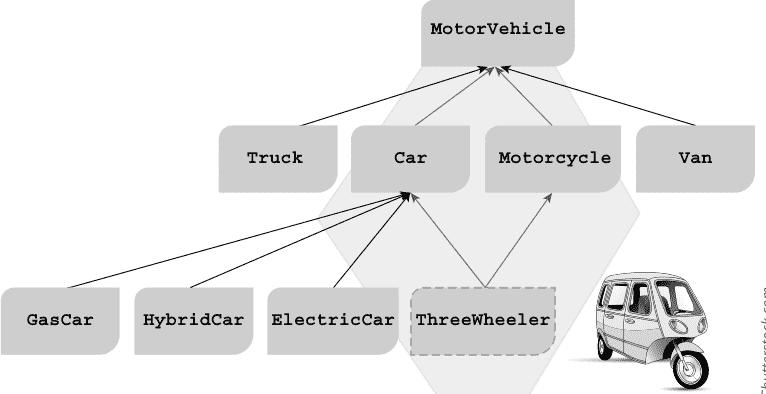 MotorVehicle
Truck
Car
Motorcycle
Van
GasCar
HybridCar
ElectricCar
ThreeWheeler